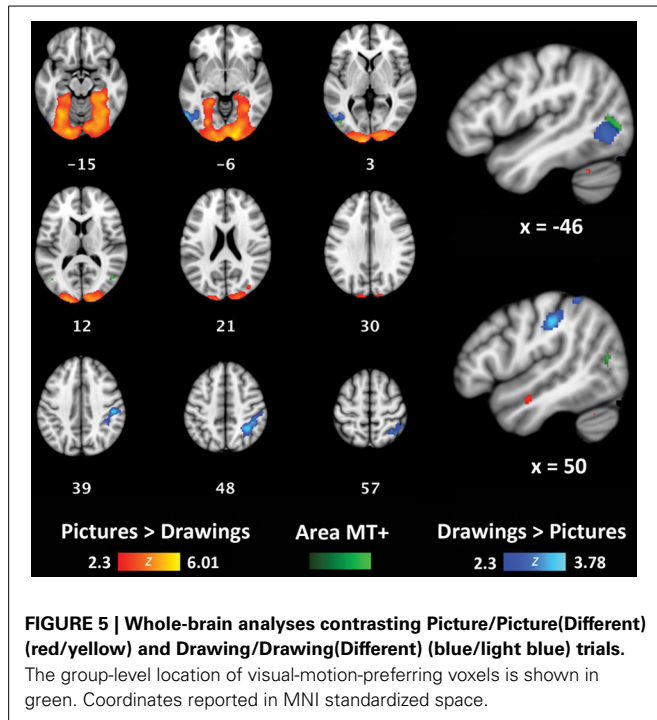 -15
-6
3
x = -46
12
21
30
39
48
57
x = 50
Pictures > Drawings
Area MT+
Drawings > Pictures
2.3 z 6.01
2.3 z 3.78
FIGURE 5 | Whole-brain analyses contrasting Picture/Picture(Different)
(red/yellow) and Drawing/Drawing(Different) (blue/light blue) trials.
The group-level location of visual-motion-preferring voxels is shown in
green. Coordinates reported in MNI standardized space.